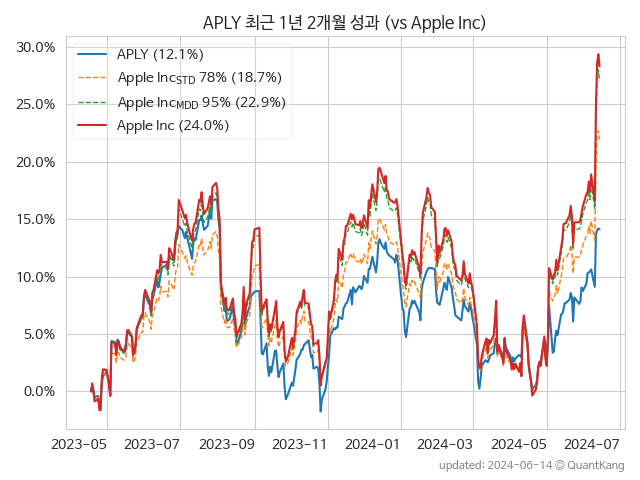 APLY 최근 1년 2개월 성과 (vs Apple Inc)
APLY (12.1%)
Apple Inc_STD 78% (18.7%)
Apple Inc_MDD 95% (22.9%)
Apple Inc (24.0%)
30.0%
25.0%
20.0%
15.0%
10.0%
5.0%
0.0%
2023-05 2023-07 2023-09 2023-11 2024-01 2024-03 2024-05 2024-07
updated: 2024-06-14 © QuantKang